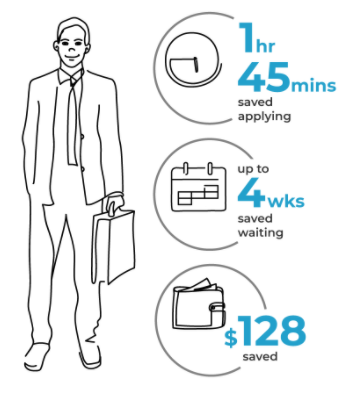 1hr
45mins
saved
applying
up to
4wks
saved
waiting
$128
saved